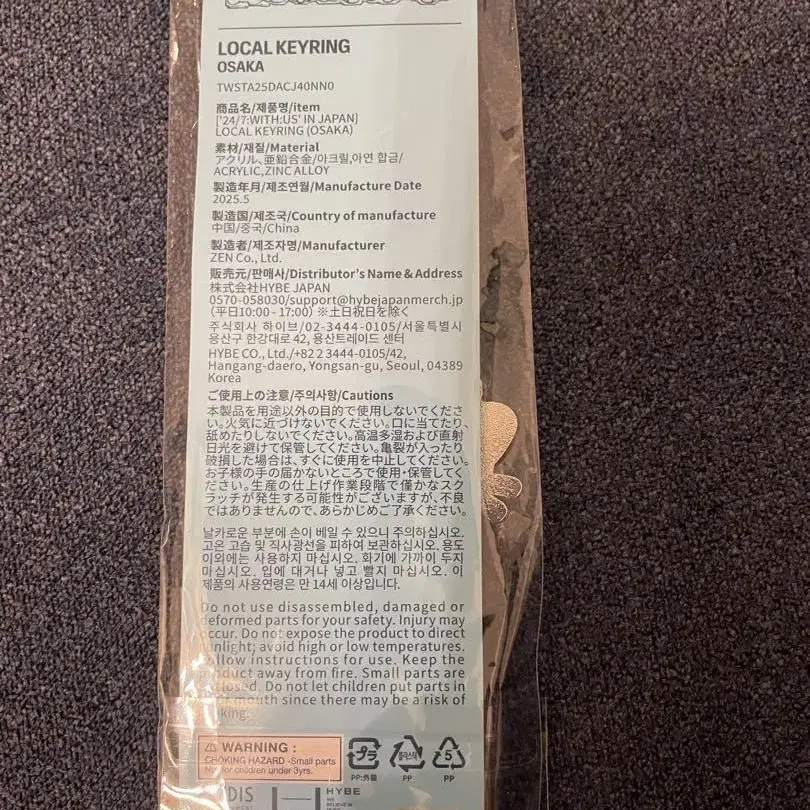 LOCAL KEYRING
OSAKA
TWSTA25DACJ40NN0
商品名/제품명/item
['24/7:WITH:US' IN JAPAN]
LOCAL KEYRING (OSAKA)
素材/재질/Material
アクリル、亜鉛合金/아크릴,아연 합금/
ACRYLIC,ZINC ALLOY
製造年月/제조연월/Manufacture Date
2025.5
製造国/제조국/Country of manufacture
中国/중국/China
製造者/제조자명/Manufacturer
ZEN Co., Ltd.
販売元/판매사/Distributor's Name & Address
株式会社HYBE JAPAN
0570-058030/support@hybejapanmerch.jp
(平日10:00 - 17:00) ※土日祝日を除く
주식회사 하이브/02-3444-0105/서울특별시
용산구 한강대로 42, 용산트레이드 센터
HYBE CO., Ltd./+82 2 3444-0105/42,
Hangang-daero, Yongsan-gu, Seoul, 04389
Korea
ご使用上の注意/주의사항/Cautions
本製品を用途以外の目的で使用しないでくださ
い。火気に近づけないでください。口に当てたり、
舐めたりしないでください。高温多湿および直射
日光を避けて保管してください。亀裂が入ったり
破損した場合は、すぐに使用を中止してください。
お子様の手の届かないところで使用・保管してく
ださい。生産の仕上げ作業段階で僅かなスク
ラッチが発生する可能性がございますが、不良
ではありませんので、あらかじめご了承ください。
날카로운 부분에 손이 베일 수 있으니 주의하십시오.
고온 고습 및 직사광선을 피하여 보관하십시오. 용도
이외에는 사용하지 마십시오. 화기에 가까이 두지
마십시오. 입에 대거나 넣고 빨지 마십시오. 이
제품의 사용연령은 만 14세 이상입니다.
Do not use disassembled, damaged or
deformed parts for your safety. Injury may
occur. Do not expose the product to direct
sunlight; avoid high or low temperatures.
Follow instructions for use. Keep the
product away from fire. Small parts are
enclosed. Do not let children put parts in
mouth since there may be a risk of
WARNING :
CHOKING HAZARD -Small parts
Not for children under 3yrs.
プラ
플라스틱
5
PP:外装
PP
PP
HYBE
WE
BELIEVE IN